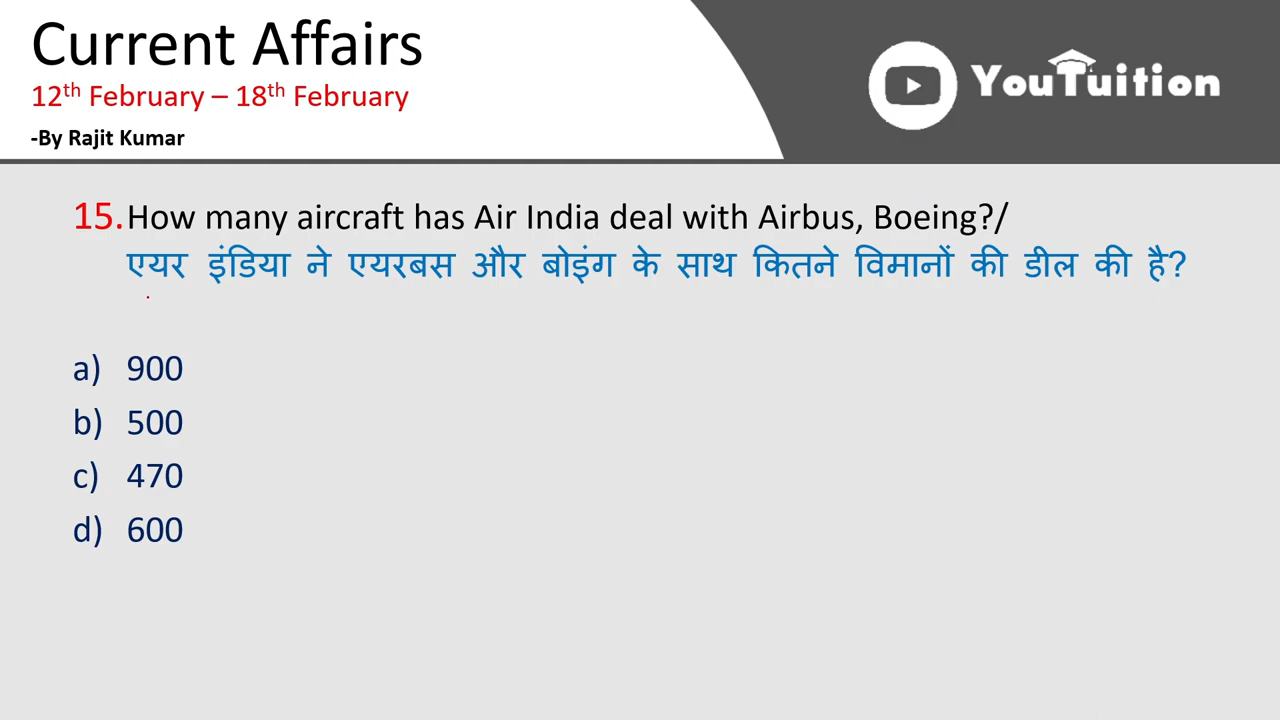 Current Affairs
12th February – 18th February
-By Rajit Kumar
YouTuition
15. How many aircraft has Air India deal with Airbus, Boeing?/
एयर इंडिया ने एयरबस और बोइंग के साथ कितने विमानों की डील की है?
a) 900
b) 500
c) 470
d) 600